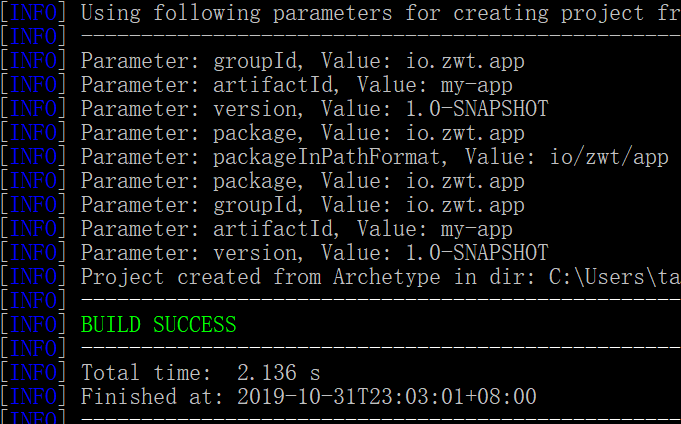 [INFO] Using following parameters for creating project fr
[INFO] --------------------------------------------------
[INFO] Parameter: groupId, Value: io.zwt.app
[INFO] Parameter: artifactId, Value: my-app
[INFO] Parameter: version, Value: 1.0-SNAPSHOT
[INFO] Parameter: package, Value: io.zwt.app
[INFO] Parameter: packageInPathFormat, Value: io/zwt/app
[INFO] Parameter: package, Value: io.zwt.app
[INFO] Parameter: groupId, Value: io.zwt.app
[INFO] Parameter: artifactId, Value: my-app
[INFO] Parameter: version, Value: 1.0-SNAPSHOT
[INFO] Project created from Archetype in dir: C:\Users\ta
[INFO] --------------------------------------------------
[INFO] BUILD SUCCESS
[INFO] --------------------------------------------------
[INFO] Total time:  2.136 s
[INFO] Finished at: 2019-10-31T23:03:01+08:00
[INFO] --------------------------------------------------